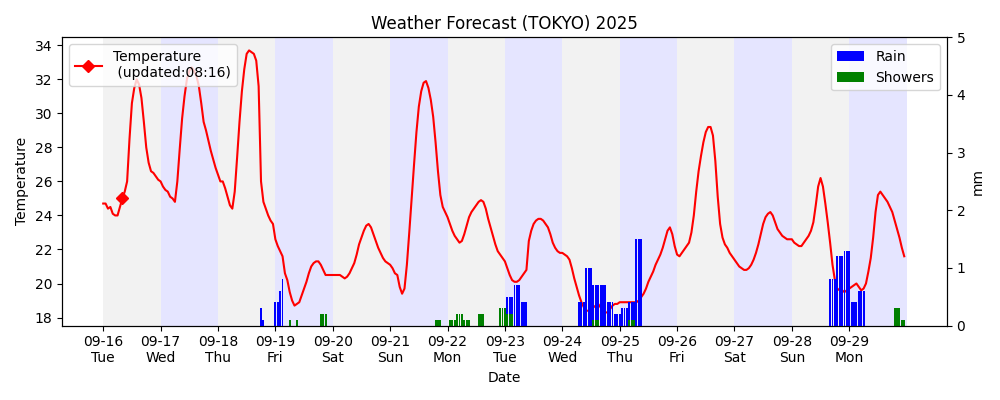 Weather Forecast (TOKYO) 2025
Temperature
(updated:08:16)
Rain
Showers
Temperature
34
32
30
28
26
24
22
20
18
5
4
3
2
1
0
mm
09-16 09-17 09-18 09-19 09-20 09-21 09-22 09-23 09-24 09-25 09-26 09-27 09-28 09-29
Tue Wed Thu Fri Sat Sun Mon Tue Wed Thu Fri Sat Sun Mon
Date